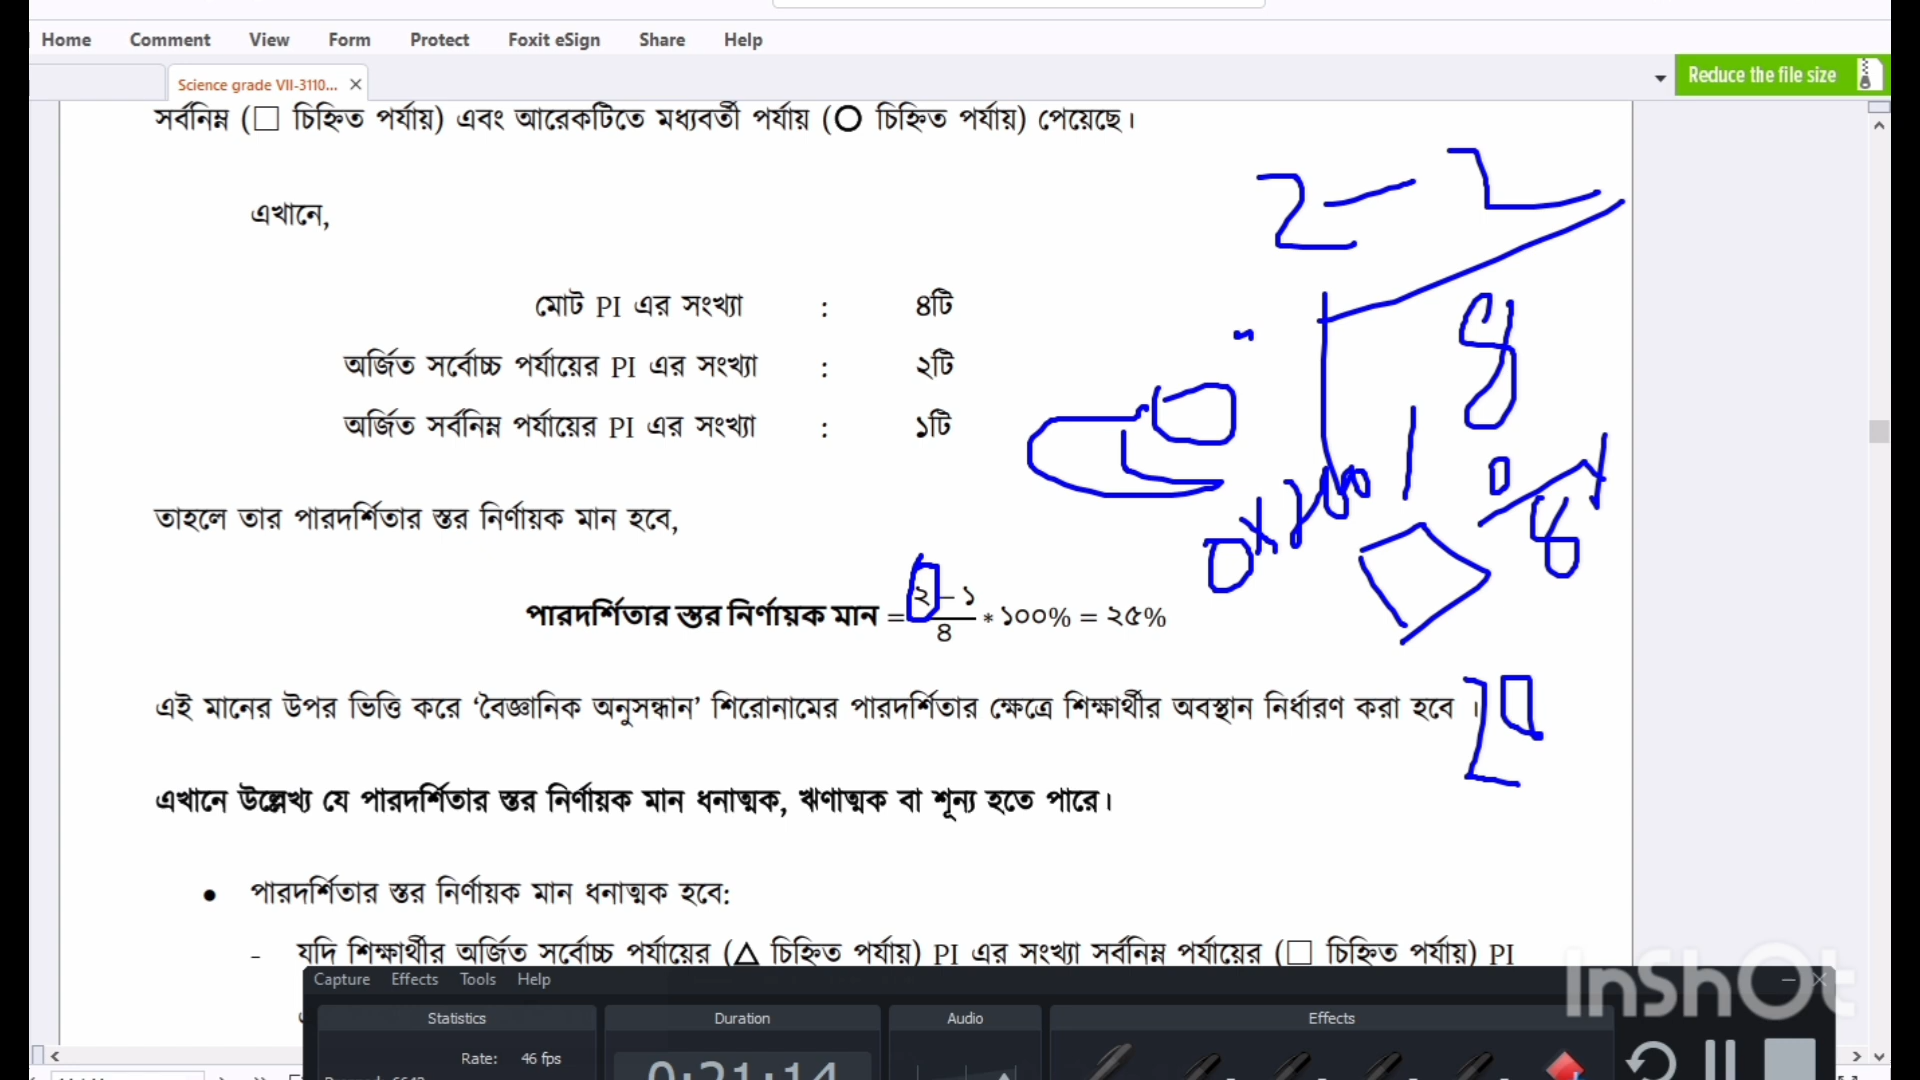 Home Comment View Form Protect Foxit eSign Share Help
Science grade VII-3110... Reduce the file size
সর্বনিম্ন (□ চিহ্নিত পর্যায়) এবং আরেকটিতে মধ্যবর্তী পর্যায় (○ চিহ্নিত পর্যায়) পেয়েছে।
এখানে,
মোট PI এর সংখ্যা : ৪টি
অর্জিত সর্বোচ্চ পর্যায়ের PI এর সংখ্যা : ২টি
অর্জিত সর্বনিম্ন পর্যায়ের PI এর সংখ্যা : ১টি
তাহলে তার পারদর্শিতার স্তর নির্ণায়ক মান হবে,
পারদর্শিতার স্তর নির্ণায়ক মান = ২ – ১
৪ * ১০০% = ২৫%
এই মানের উপর ভিত্তি করে ‘বৈজ্ঞানিক অনুসন্ধান’ শিরোনামের পারদর্শিতার ক্ষেত্রে শিক্ষার্থীর অবস্থান নির্ধারণ করা হবে ।
এখানে উল্লেখ্য যে পারদর্শিতার স্তর নির্ণায়ক মান ধনাত্মক, ঋণাত্মক বা শূন্য হতে পারে।
• পারদর্শিতার স্তর নির্ণায়ক মান ধনাত্মক হবে:
- যদি শিক্ষার্থীর অর্জিত সর্বোচ্চ পর্যায়ের (△ চিহ্নিত পর্যায়) PI এর সংখ্যা সর্বনিম্ন পর্যায়ের (□ চিহ্নিত পর্যায়) PI
Capture Effects Tools Help
InShOt
Statistics Duration Audio Effects
Rate: 46 fps
0:21:14